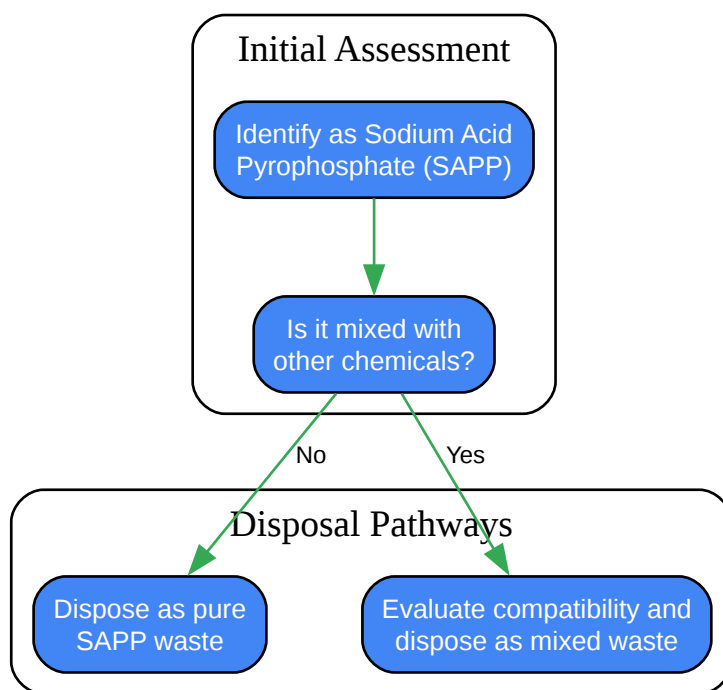 Initial Assessment
Identify as Sodium Acid
Pyrophosphate (SAPP)
Is it mixed with
other chemicals?
No
Yes
Disposal Pathways
Dispose as pure
SAPP waste
Evaluate compatibility and
dispose as mixed waste